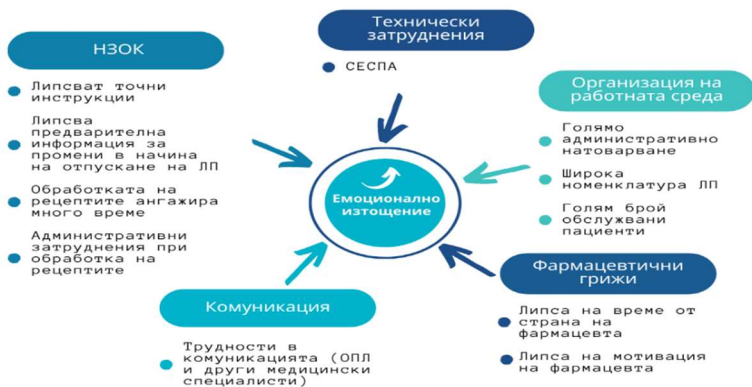 Технически
затруднения
СЕСПА
НЗОК
Липсват точни
инструкции
Липсва
предварителна
информация за
промени в начина
на отпускане на ЛП
Обработката на
рецептите ангажира
много време
Административни
затруднения при
обработка на
рецептите
Организация на
работната среда
Голямо
административно
натоварване
Широка
номенклатура ЛП
Голям брой
обслужвани
пациенти
Емоционално
изтощение
Фармацевтични
грижи
Липса на време от
страна на
фармацевта
Липса на мотивация
на фармацевта
Комуникация
Трудности в
комуникацията (ОПЛ
и други медицински
специалисти)